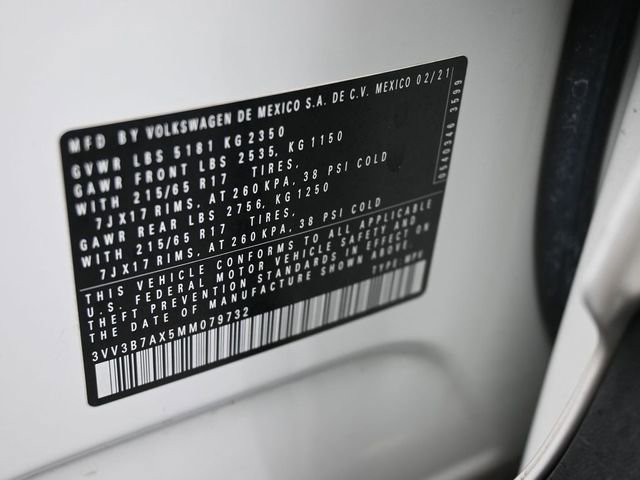 MFD BY VOLKSWAGEN DE MEXICO S.A. DE C.V. MEXICO 02/21
GVWR LBS 5181 KG 2350
GAWR FRONT LBS 2535, KG 1150
WITH 215/65 R17 TIRES,
7JX17 RIMS, AT 260 KPA, 38 PSI COLD
GAWR REAR LBS 2756, KG 1250
WITH 215/65 R17 TIRES,
7JX17 RIMS, AT 260KPA, 38 PSI COLD
THIS VEHICLE CONFORMS TO ALL APPLICABLE
U.S. FEDERAL MOTOR VEHICLE SAFETY AND
THEFT PREVENTION STANDARDS IN EFFECT ON
THE DATE OF MANUFACTURE SHOWN ABOVE.
TYPE: MPV
3VV3B7AX5MM079732
0540346 3599